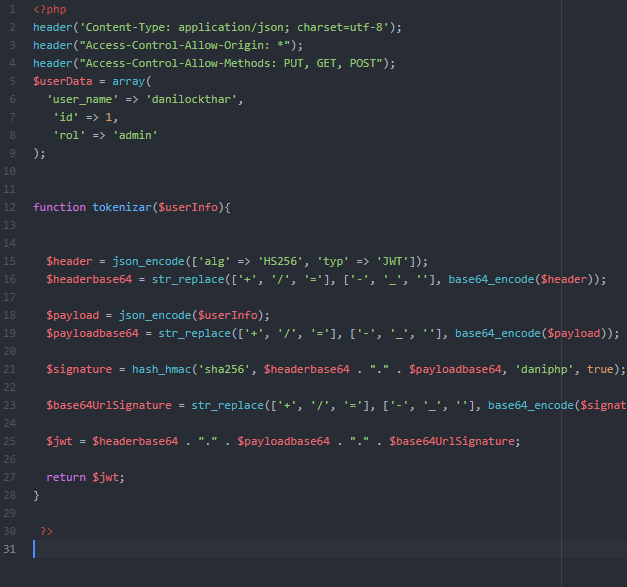 1 <?php
2 header('Content-Type: application/json; charset=utf-8');
3 header("Access-Control-Allow-Origin: *");
4 header("Access-Control-Allow-Methods: PUT, GET, POST");
5 $userData = array(
6 'user_name' => 'danilockthar',
7 'id' => 1,
8 'rol' => 'admin'
9 );
10
11
12 function tokenizar($userInfo){
13
14
15 $header = json_encode(['alg' => 'HS256', 'typ' => 'JWT']);
16 $headerbase64 = str_replace(['+', '/', '='], ['-', '_', ''], base64_encode($header));
17
18 $payload = json_encode($userInfo);
19 $payloadbase64 = str_replace(['+', '/', '='], ['-', '_', ''], base64_encode($payload));
20
21 $signature = hash_hmac('sha256', $headerbase64 . "." . $payloadbase64, 'daniphp', true);
22
23 $base64UrlSignature = str_replace(['+', '/', '='], ['-', '_', ''], base64_encode($signat
24
25 $jwt = $headerbase64 . "." . $payloadbase64 . "." . $base64UrlSignature;
26
27 return $jwt;
28 }
29
30 ?>
31